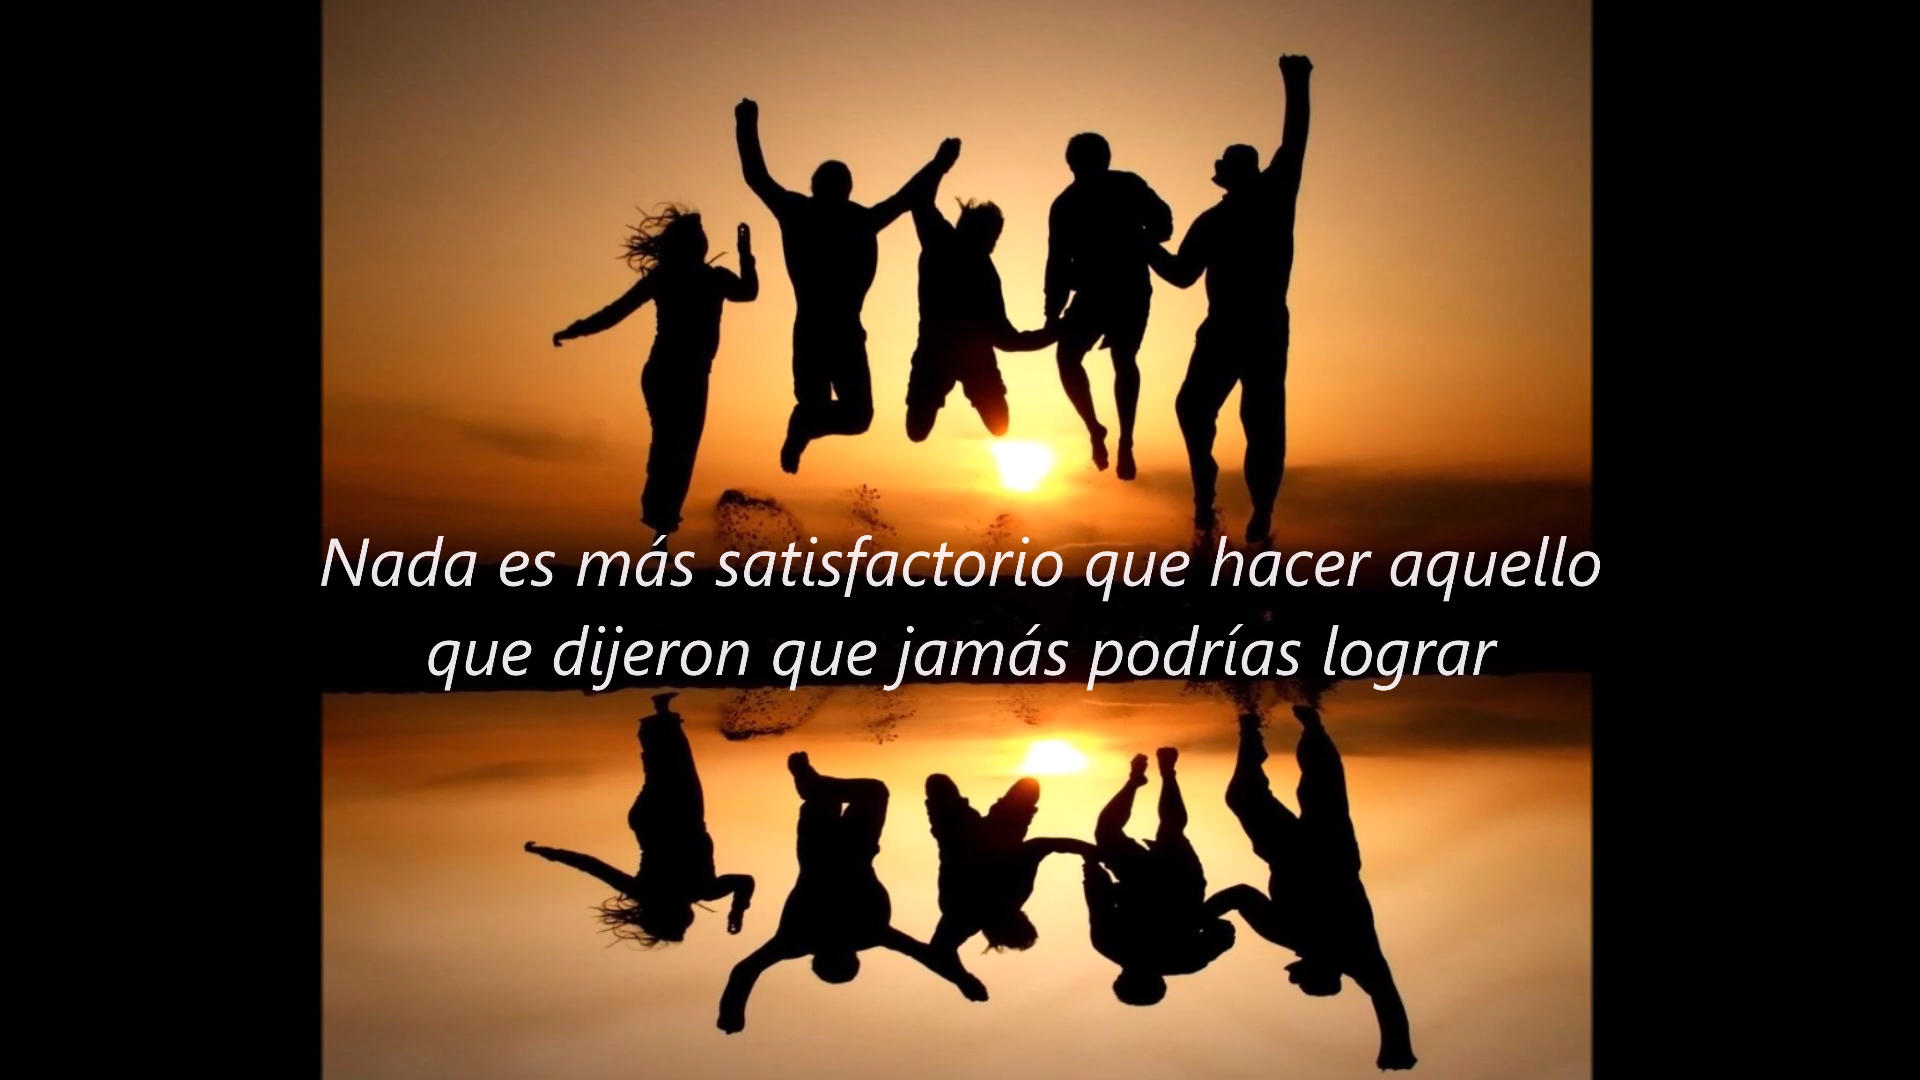 Nada es más satisfactorio que hacer aquello
que dijeron que jamás podrías lograr